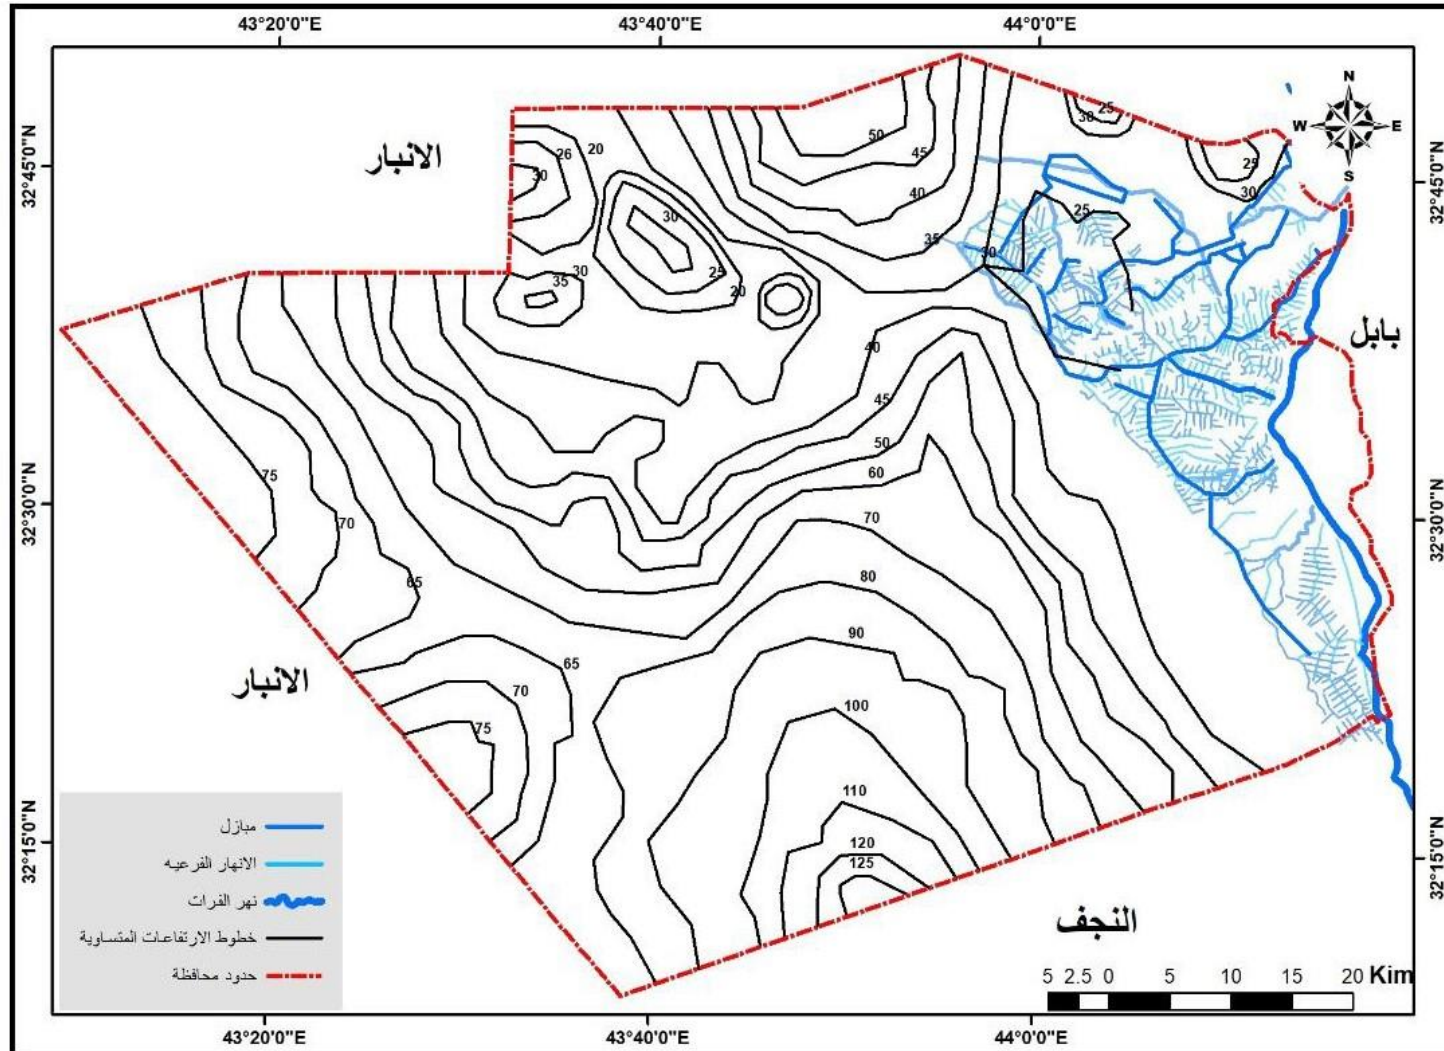 43°20'0"E 43°40'0"E 44°0'0"E
N
W E
S
32°45'0"N
32°45'0"N
32°30'0"N
32°30'0"N
32°15'0"N
32°15'0"N
الانبار
بابل
الانبار
النجف
50
25
30
45
26
20
30
40
25
30
30
25
35
30
25
20
30
35
40
45
50
60
75
70
70
65
80
90
65
70
100
75
110
120
125
مبازل
الانهار الفرعيه
نهر الفرات
خطوط الارتفاعات المتساوية
حدود محافظة
5 2.5 0 5 10 15 20 Kim
43°20'0"E 43°40'0"E 44°0'0"E